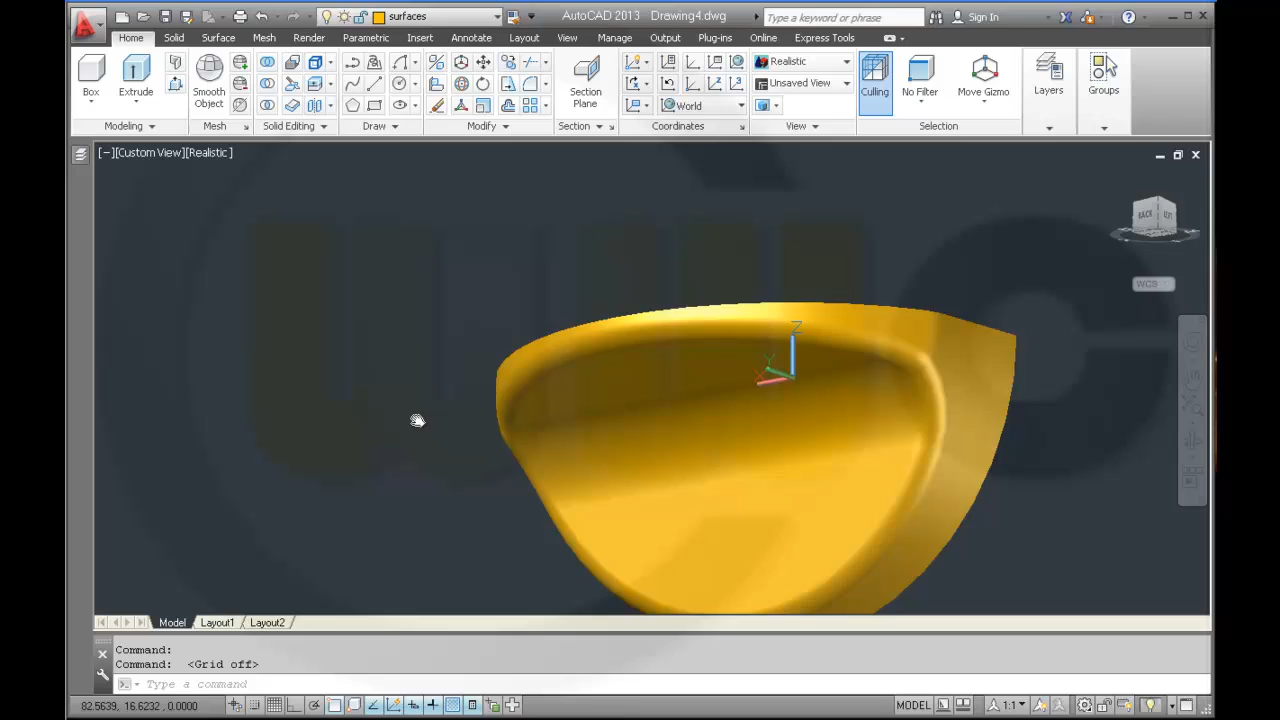 surfaces
AutoCAD 2013 Drawing4.dwg
Type a keyword or phrase
Sign In
Home Solid Surface Mesh Render Parametric Insert Annotate Layout View Manage Output Plug-ins Online Express Tools
Box
Extrude
Smooth Object
Section Plane
Realistic
Unsaved View
World
Culling
No Filter
Move Gizmo
Layers
Groups
Modeling Mesh Solid Editing Draw Modify Section Coordinates View Selection
[−][Custom View][Realistic]
BACK LEFT
WCS
Z
Y
X
Model Layout1 Layout2
Command:
Command: <Grid off>
Type a command
82.5639, 16.6232, 0.0000
MODEL
1:1